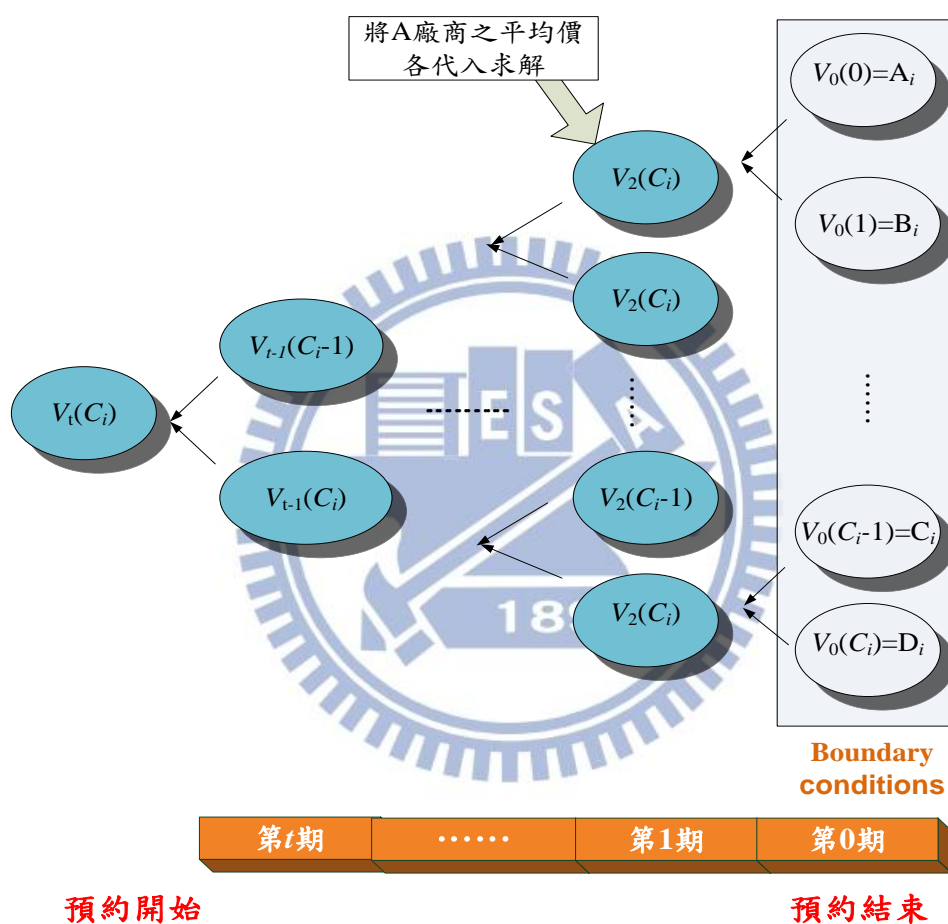 將A廠商之平均價
各代入求解
V₀(0)=Aᵢ
V₂(Cᵢ)
V₀(1)=Bᵢ
V₂(Cᵢ)
Vₜ₋₁(Cᵢ-1)
Vₜ(Cᵢ)
......
......
......
ES
A
Vₜ₋₁(Cᵢ)
V₂(Cᵢ-1)
V₀(Cᵢ-1)=Cᵢ
V₂(Cᵢ)
189
V₀(Cᵢ)=Dᵢ
Boundary
conditions
第t期
......
第1期
第0期
預約開始
預約結束